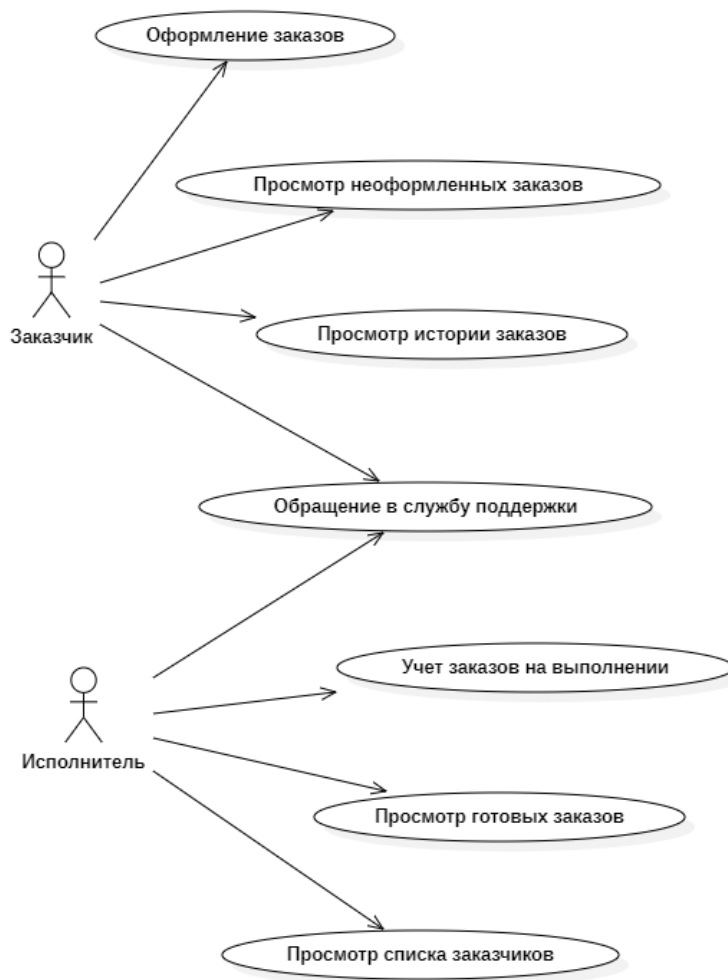 Оформление заказов
Просмотр неоформленных заказов
Просмотр истории заказов
Заказчик
Обращение в службу поддержки
Учет заказов на выполнении
Исполнитель
Просмотр готовых заказов
Просмотр списка заказчиков